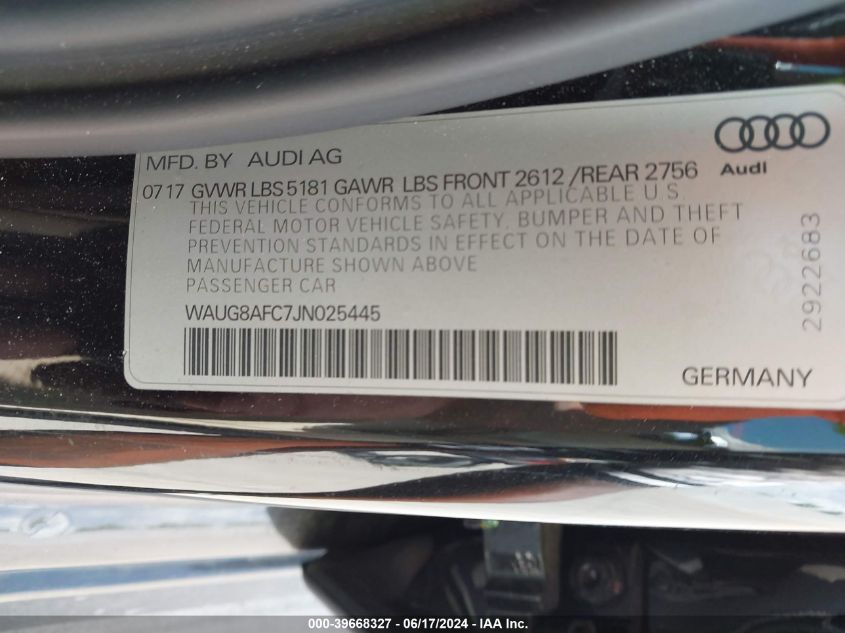 MFD. BY AUDI AG
Audi
07 17 GVWR LBS 5181 GAWR LBS FRONT 2612 /REAR 2756
THIS VEHICLE CONFORMS TO ALL APPLICABLE U S
FEDERAL MOTOR VEHICLE SAFETY, BUMPER AND THEFT
PREVENTION STANDARDS IN EFFECT ON THE DATE OF
MANUFACTURE SHOWN ABOVE
PASSENGER CAR
WAUG8AFC7JN025445
GERMANY
2922683
000-39668327 - 06/17/2024 - IAA Inc.